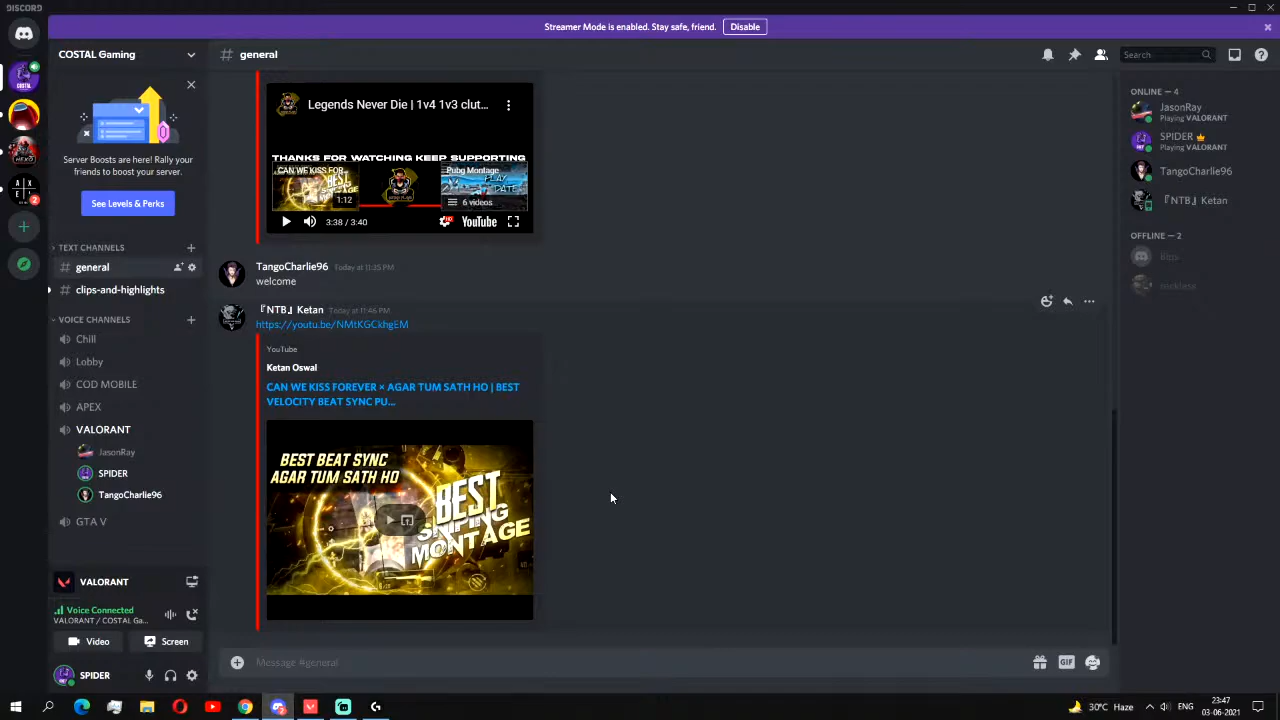 DISCORD
Streamer Mode is enabled. Stay safe, friend.
Disable
COSTAL Gaming
# general
Search
Server Boosts are here! Rally your
friends to boost your server.
See Levels & Perks
TEXT CHANNELS
# general
# clips-and-highlights
VOICE CHANNELS
Chill
Lobby
COD MOBILE
APEX
VALORANT
JasonRay
SPIDER
TangoCharlie96
GTA V
VALORANT
Voice Connected
VALORANT / COSTAL Ga...
Video
Screen
SPIDER
2
Legends Never Die | 1v4 1v3 clut...
THANKS FOR WATCHING KEEP SUPPORTING
CAN WE KISS FOR...
1:12
Pubg Montage
PLAY
DATE
6 videos
3:38 / 3:40
HD
YouTube
TangoCharlie96 Today at 11:35 PM
welcome
『NTB』Ketan Today at 11:46 PM
https://youtu.be/NMtKGCkhgEM
YouTube
Ketan Oswal
CAN WE KISS FOREVER × AGAR TUM SATH HO | BEST
VELOCITY BEAT SYNC PU...
BEST BEAT SYNC
AGAR TUM SATH HO
BEST
SNIPING
MONTAGE
Message #general
GIF
ONLINE — 4
JasonRay
Playing VALORANT
SPIDER
Playing VALORANT
TangoCharlie96
『NTB』Ketan
OFFLINE — 2
30°C Haze
ENG
23:47
03-06-2021